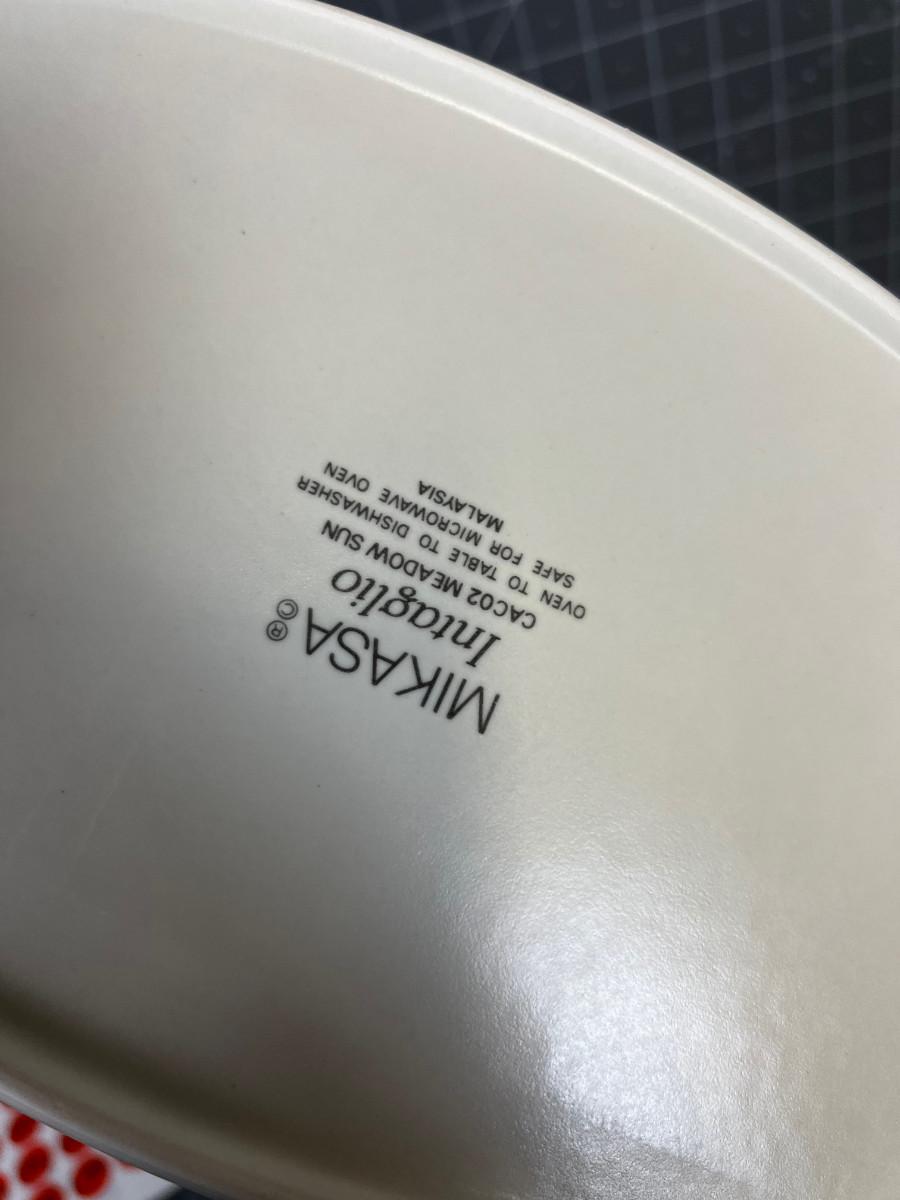 MIKASA®
Intaglio ©
CAC02 MEADOW SUN
OVEN TO TABLE TO DISHWASHER
SAFE FOR MICROWAVE OVEN
MALAYSIA